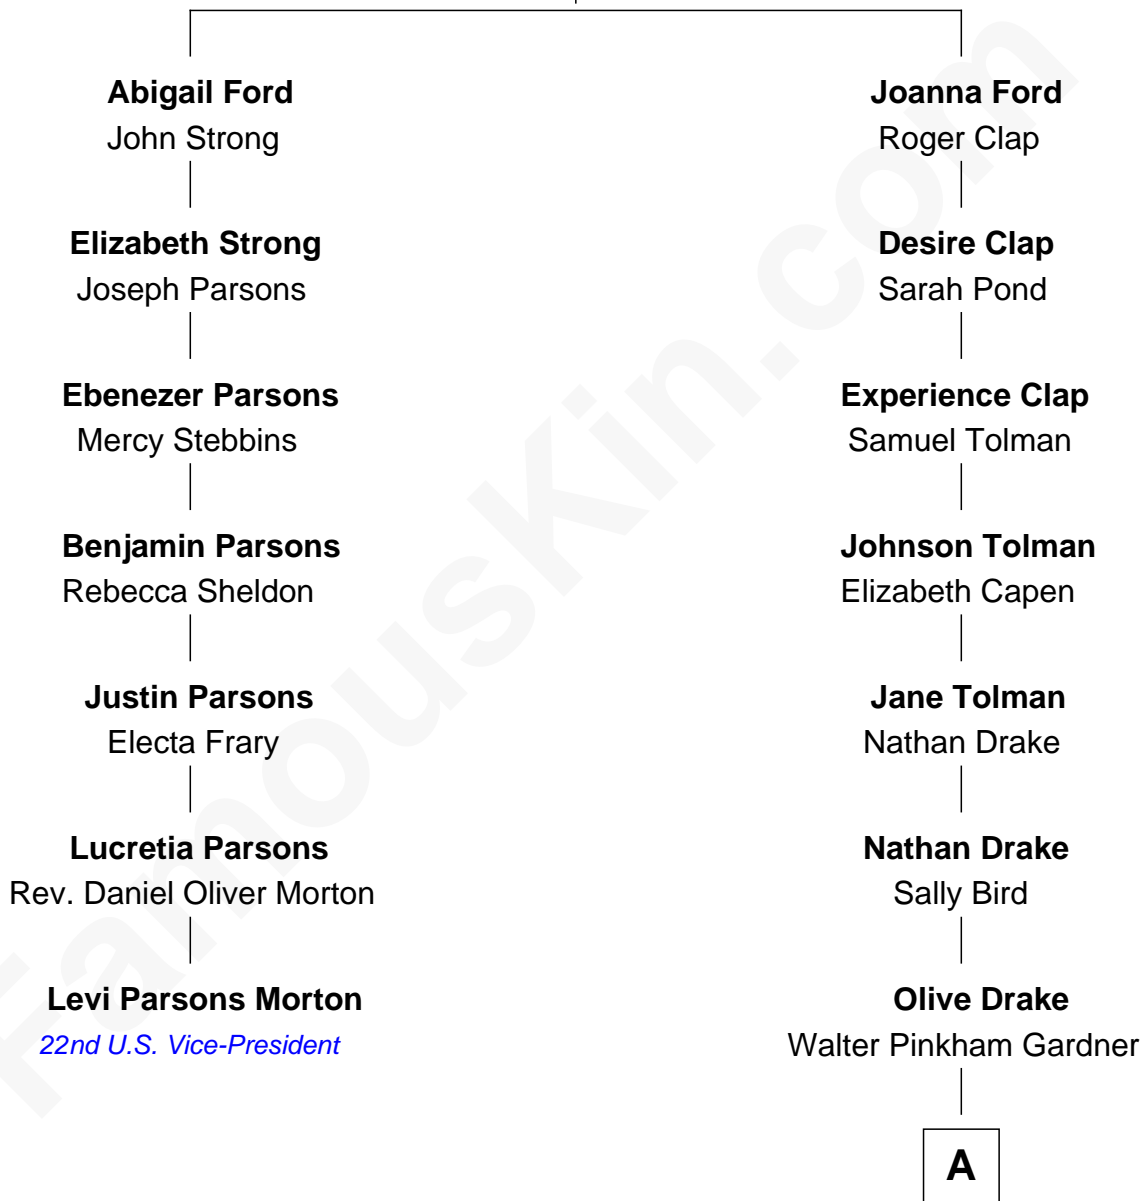 Abigail Ford
John Strong
Joanna Ford
Roger Clap
Elizabeth Strong
Joseph Parsons
Desire Clap
Sarah Pond
Ebenezer Parsons
Mercy Stebbins
Experience Clap
Samuel Tolman
Benjamin Parsons
Rebecca Sheldon
Johnson Tolman
Elizabeth Capen
Justin Parsons
Electa Frary
Jane Tolman
Nathan Drake
Lucretia Parsons
Rev. Daniel Oliver Morton
Nathan Drake
Sally Bird
Levi Parsons Morton
22nd U.S. Vice-President
Olive Drake
Walter Pinkham Gardner
A
FamousKin.com